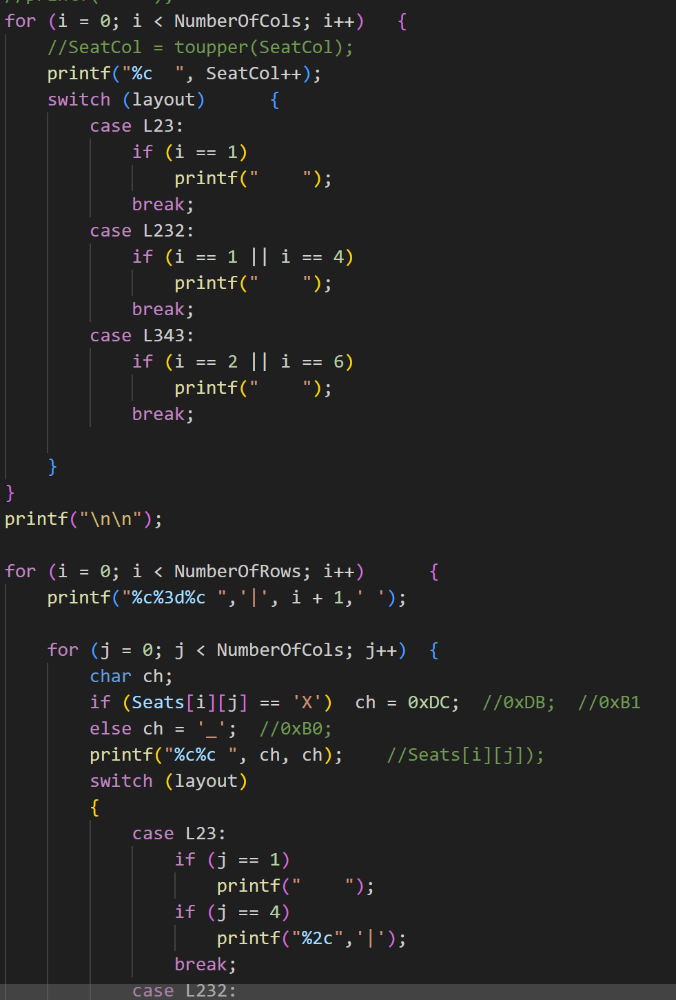 for (i = 0; i < NumberOfCols; i++)   {
    //SeatCol = toupper(SeatCol);
    printf("%c  ", SeatCol++);
    switch (layout)      {
        case L23:
            if (i == 1)
                printf("    ");
            break;
        case L232:
            if (i == 1 || i == 4)
                printf("    ");
            break;
        case L343:
            if (i == 2 || i == 6)
                printf("    ");
            break;

    }
}
printf("\n\n");

for (i = 0; i < NumberOfRows; i++)      {
    printf("%c%3d%c ",'|', i + 1,' ');

    for (j = 0; j < NumberOfCols; j++)  {
        char ch;
        if (Seats[i][j] == 'X')  ch = 0xDC;  //0xDB;  //0xB1
        else ch = '_';  //0xB0;
        printf("%c%c ", ch, ch);    //Seats[i][j]);
        switch (layout)
        {
            case L23:
                if (j == 1)
                    printf("    ");
                if (j == 4)
                    printf("%2c",'|');
                break;
            case L232: